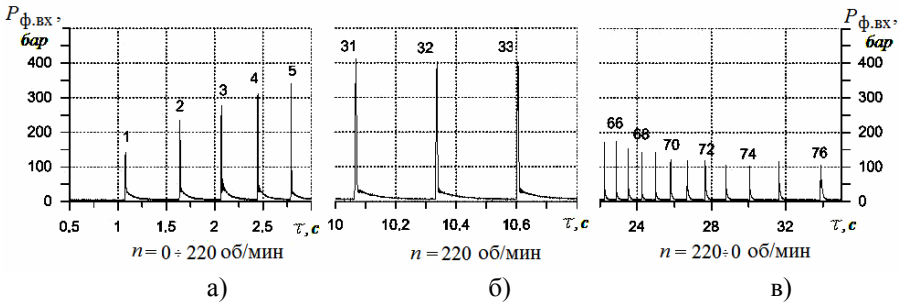 Pф.вх,
бар
500
400
300
200
100
0
1 2 3 4 5
0,5 1 1,5 2 2,5 τ, с
n = 0 ÷ 220 об/мин
а)
31 32 33
10 10,2 10,4 10,6 τ, с
n = 220 об/мин
б)
Pф.вх,
бар
500
400
300
200
100
0
66 68 70 72 74 76
24 28 32 τ, с
n = 220÷0 об/мин
в)